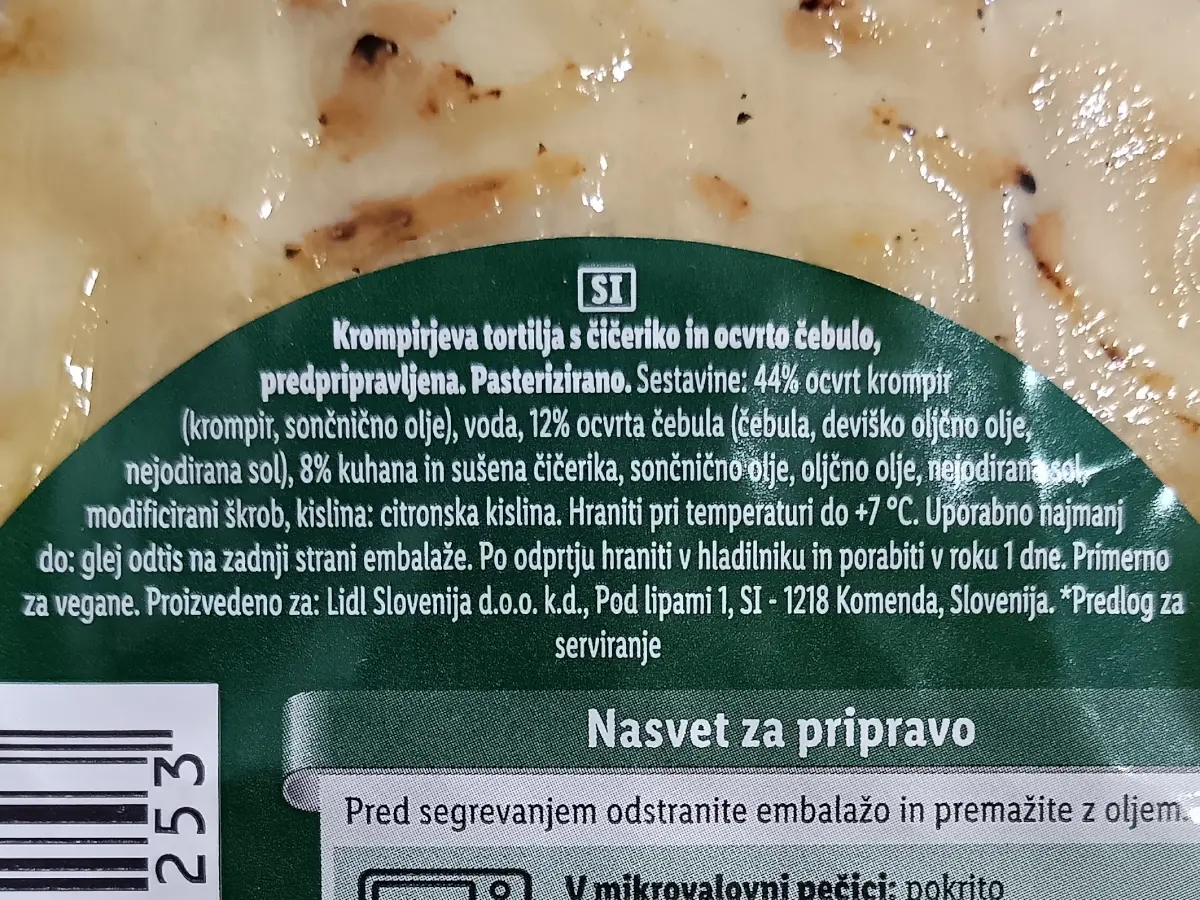 SI
Krompirjeva tortilja s čičeriko in ocvrto čebulo,
predpripravljena. Pasterizirano. Sestavine: 44% ocvrt krompir
(krompir, sončnično olje), voda, 12% ocvrta čebula (čebula, deviško oljčno olje,
nejodirana sol), 8% kuhana in sušena čičerika, sončnično olje, oljčno olje, nejodirana sol,
modificirani škrob, kislina: citronska kislina. Hraniti pri temperaturi do +7 °C. Uporabno najmanj
do: glej odtis na zadnji strani embalaže. Po odprtju hraniti v hladilniku in porabiti v roku 1 dne. Primerno
za vegane. Proizvedeno za: Lidl Slovenija d.o.o. k.d., Pod lipami 1, SI - 1218 Komenda, Slovenija. *Predlog za
serviranje
Nasvet za pripravo
Pred segrevanjem odstranite embalažo in premažite z oljem.
V mikrovalovni pečici: pokrito
253